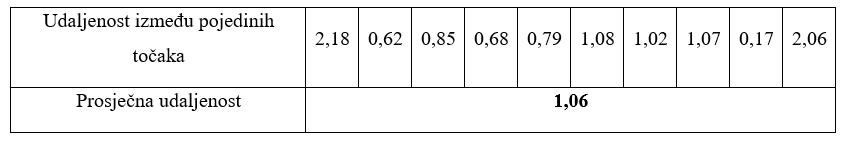 Udaljenost između pojedinih
točaka
2,18 0,62 0,85 0,68 0,79 1,08 1,02 1,07 0,17 2,06
Prosječna udaljenost 1,06